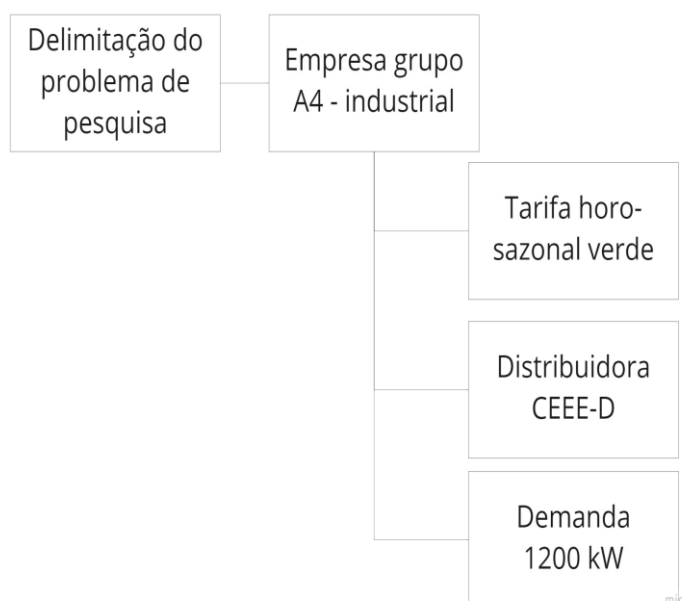 Delimitação do
problema de
pesquisa
Empresa grupo
A4 - industrial
Tarifa horo-
sazonal verde
Distribuidora
CEEE-D
Demanda
1200 kW